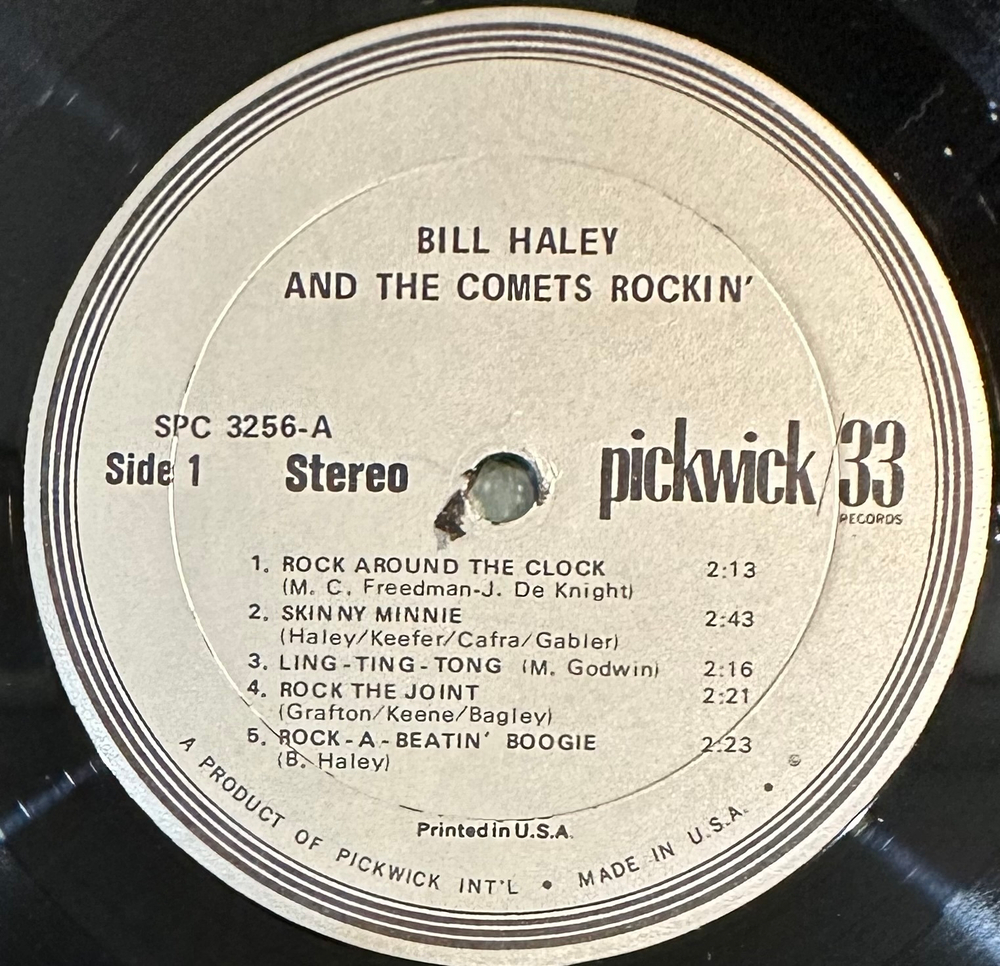 BILL HALEY
AND THE COMETS ROCKIN'
SPC 3256-A
Side 1 Stereo
pickwick/33
RECORDS
1. ROCK AROUND THE CLOCK 2:13
(M. C. Freedman-J. De Knight)
2. SKINNY MINNIE 2:43
(Haley/Keefer/Cafra/Gabler)
3. LING-TING-TONG (M. Godwin) 2:16
4. ROCK THE JOINT 2:21
(Grafton/Keene/Bagley)
5. ROCK-A-BEATIN' BOOGIE 2:23
(B. Haley)
Printed in U.S.A.
A PRODUCT OF PICKWICK INT'L • MADE IN U.S.A. •